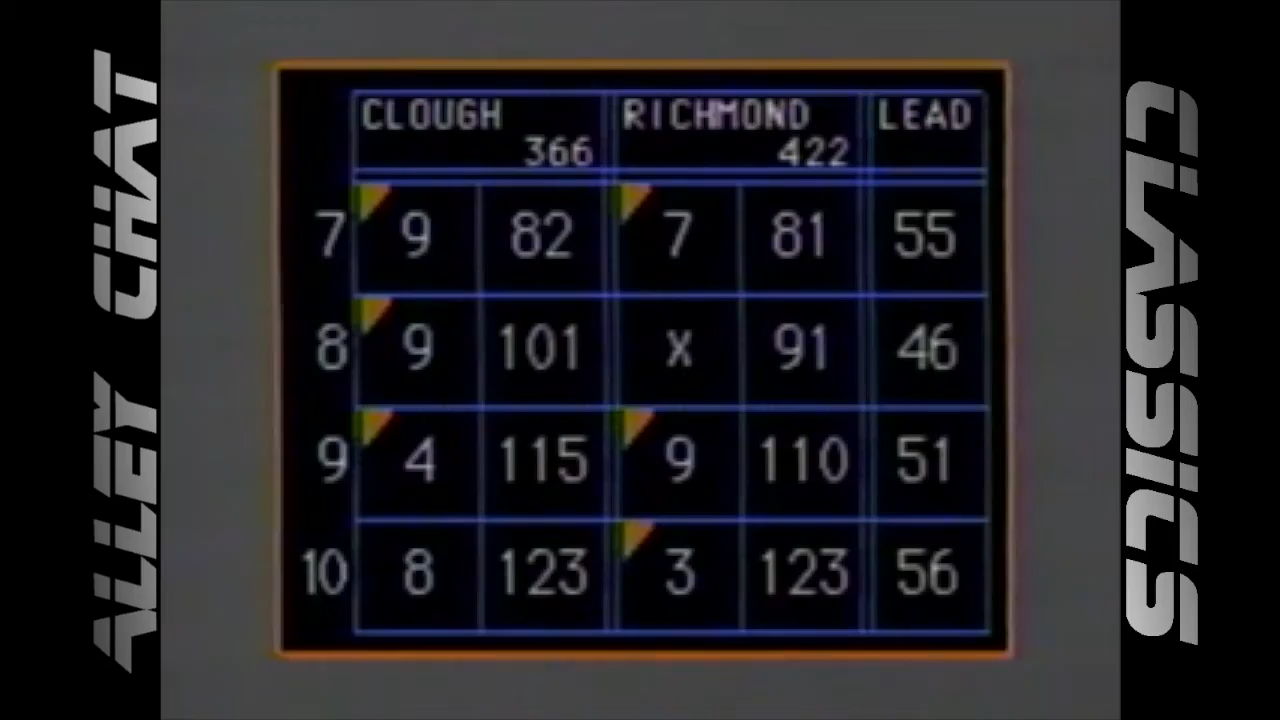 ALLEY CHAT
CLOUGH RICHMOND LEAD
366 422
7 9 82 7 81 55
8 9 101 X 91 46
9 4 115 9 110 51
10 8 123 3 123 56
CLASSICS